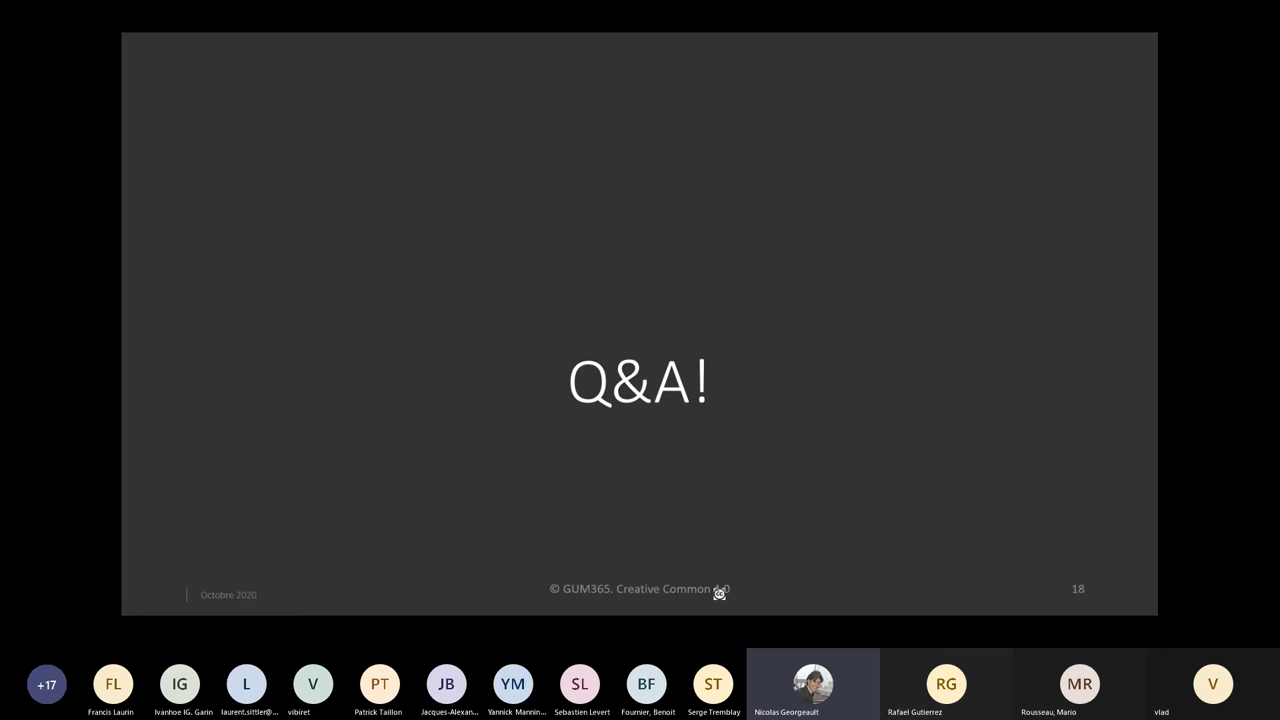 Q&A!
Octobre 2020
© GUM365. Creative Common 4.0
18
+17
FL
IG
L
V
PT
JB
YM
SL
BF
ST
RG
MR
V
Francis Laurin
Ivanhoe IG. Garin
laurent.sittler@...
vibiret
Patrick Taillon
Jacques-Alexan...
Yannick Mannin...
Sebastien Levert
Fournier, Benoit
Serge Tremblay
Nicolas Georgeault
Rafael Gutierrez
Rousseau, Mario
vlad